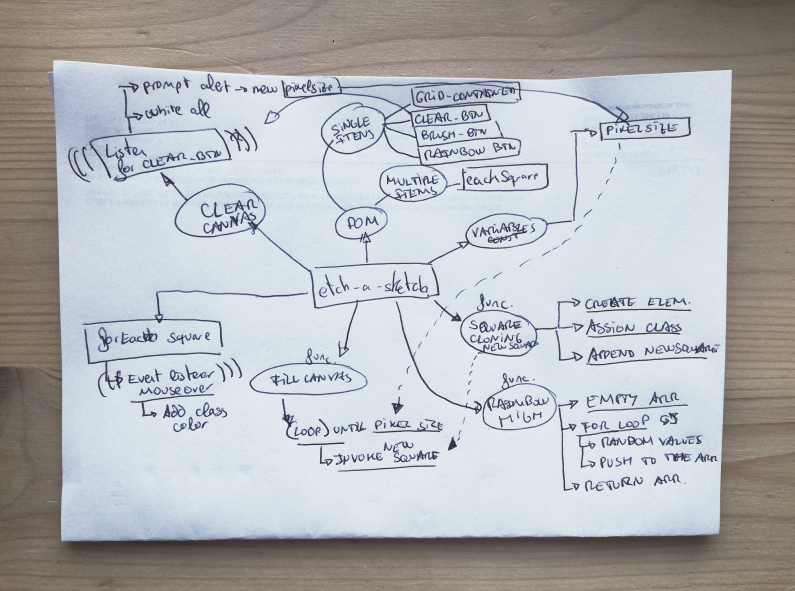 prompt alert → new pixelsize
white all
((( Listen
for CLEAR_BTN )))
CLEAR
CANVAS
SINGLE
ITEMS
GRID-CONTAINER
CLEAR-BTN
BRUSH-BTN
RAINBOW BTN
MULTIPLE
ITEMS
eachSquare
DOM
VARIABLES
CONST
PIXELSIZE
etch-a-sketch
forEach square
((( Event listener )))
mouseover
Add class
color
func.
FILL CANVAS
(LOOP) UNTIL PIXEL SIZE
INVOKE NEW SQUARE
func.
SQUARE
CLONING
NEWSQUARE
CREATE ELEM.
ASSIGN CLASS
APPEND NEWSQUARE
func.
HIGH
EMPTY ARR
FOR LOOP
RANDOM VALUES
PUSH TO THE ARR
RETURN ARR.